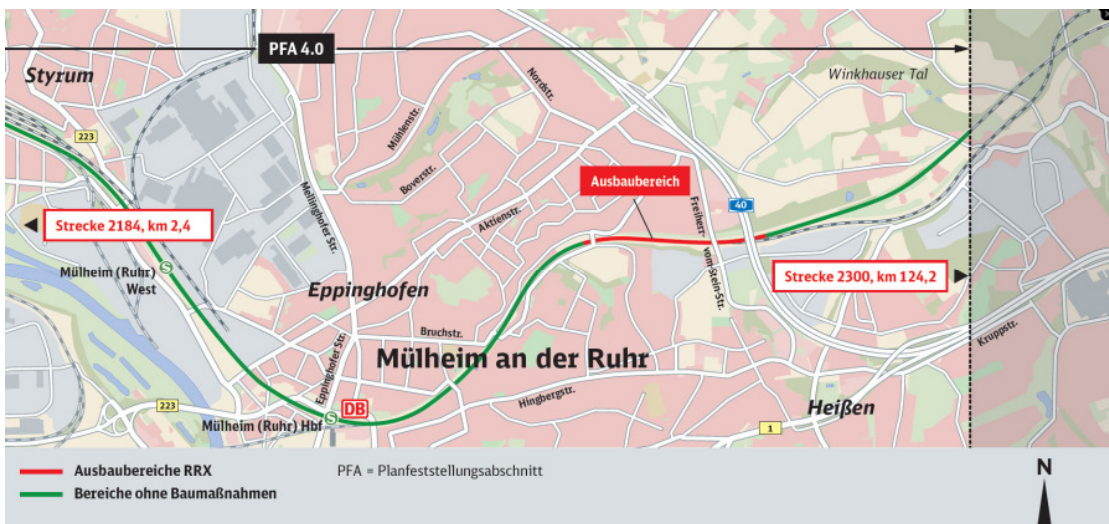 PFA 4.0
Styrum
Winkhauser Tal
Nordstr.
Mühlenstr.
223
Boverstr.
Ausbaubereich
Mellinghofer Str.
Aktienstr.
40
Freiherr-
vom-Stein-Str.
Strecke 2184, km 2,4
Mülheim (Ruhr)
West
S
Strecke 2300, km 124,2
Eppinghofen
Bruchstr.
Kruppstr.
Eppinghofer Str.
Mülheim an der Ruhr
Hingbergstr.
223
DB
S
Mülheim (Ruhr) Hbf
Heißen
1
Ausbaubereiche RRX
PFA = Planfeststellungsabschnitt
N
Bereiche ohne Baumaßnahmen